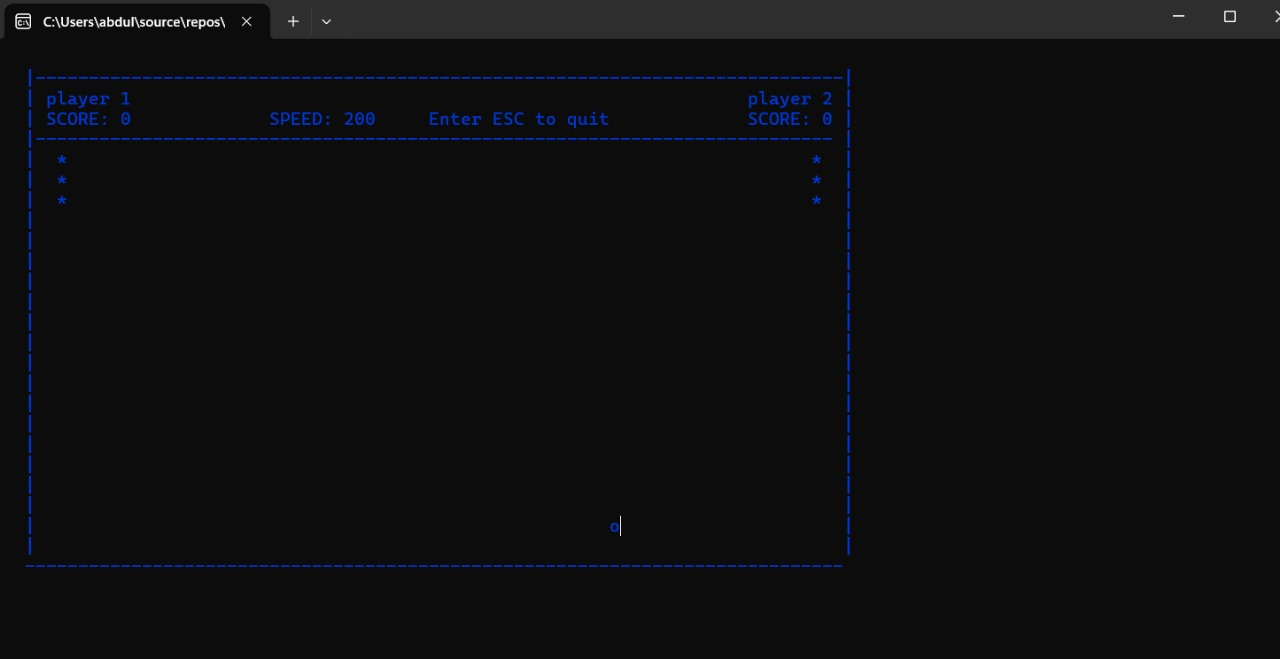 C:\Users\abdul\source\repos\
player 1 player 2
SCORE: 0 SPEED: 200 Enter ESC to quit SCORE: 0
* *
* *
* *
o